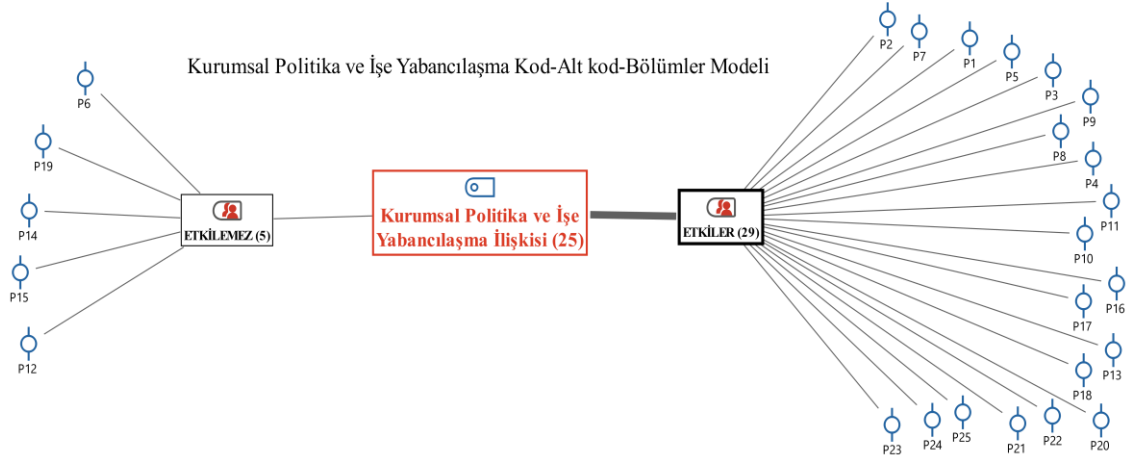 Kurumsal Politika ve İşe Yabancılaşma Kod-Alt kod-Bölümler Modeli
P6
P19
P14
P15
P12
ETKİLEMEZ (5)
Kurumsal Politika ve İşe
Yabancılaşma İlişkisi (25)
ETKİLER (29)
P2
P7
P1
P5
P3
P9
P8
P4
P11
P10
P16
P17
P13
P18
P20
P22
P21
P25
P24
P23